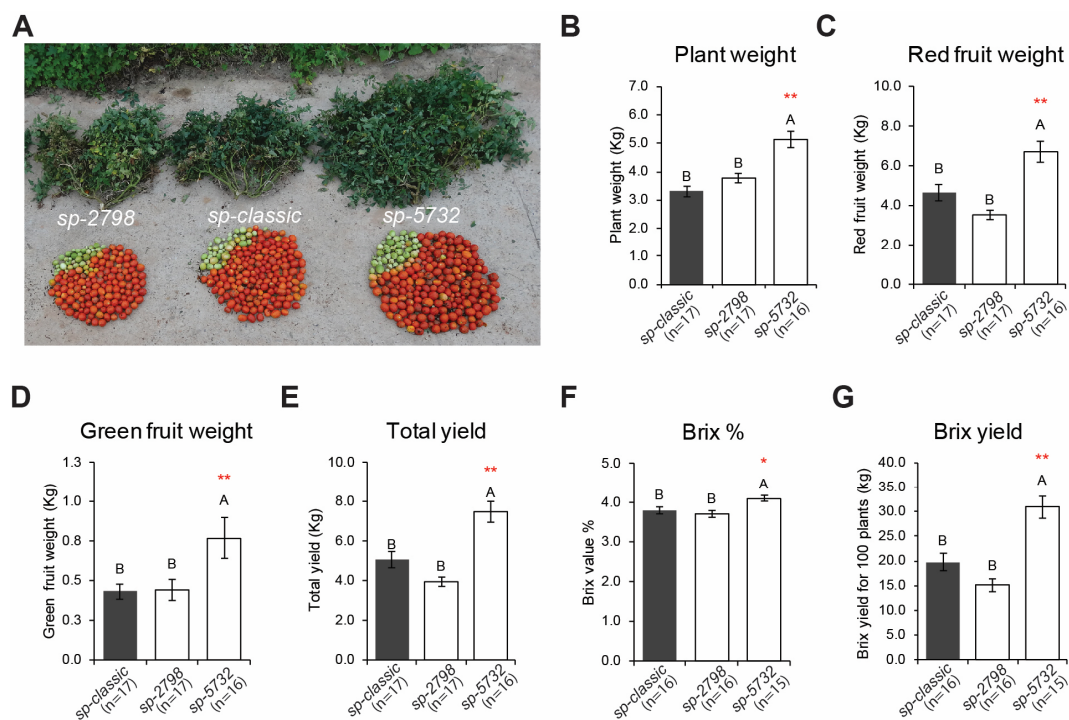 A
sp-2798
sp-classic
sp-5732
B
Plant weight
Plant weight (Kg)
7.0
6.0
5.0
4.0
3.0
2.0
1.0
0.0
B
B
A
**
sp-classic
(n=17)
sp-2798
(n=17)
sp-5732
(n=16)
C
Red fruit weight
Red fruit weight (Kg)
10.0
8.0
6.0
4.0
2.0
0.0
B
B
A
**
sp-classic
(n=17)
sp-2798
(n=17)
sp-5732
(n=16)
D
Green fruit weight
Green fruit weight (Kg)
1.3
1.0
0.8
0.5
0.3
0.0
B
B
A
**
sp-classic
(n=17)
sp-2798
(n=17)
sp-5732
(n=16)
E
Total yield
Total yield (Kg)
10.0
8.0
6.0
4.0
2.0
0.0
B
B
A
**
sp-classic
(n=17)
sp-2798
(n=17)
sp-5732
(n=16)
F
Brix %
Brix value %
5.0
4.0
3.0
2.0
1.0
0.0
B
B
A
*
sp-classic
(n=16)
sp-2798
(n=16)
sp-5732
(n=15)
G
Brix yield
Brix yield for 100 plants (kg)
40.0
35.0
30.0
25.0
20.0
15.0
10.0
5.0
0.0
B
B
A
**
sp-classic
(n=16)
sp-2798
(n=16)
sp-5732
(n=15)